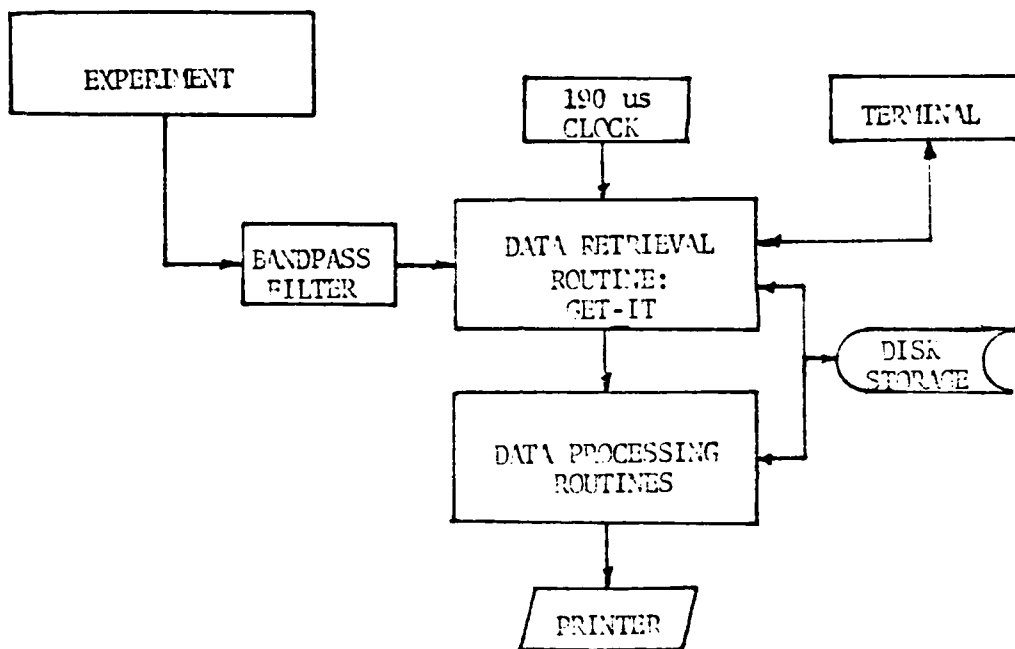 EXPERIMENT
190 us
CLOCK
TERMINAL
BANDPASS
FILTER
DATA RETRIEVAL
ROUTINE:
GET-IT
DISK
STORAGE
DATA PROCESSING
ROUTINES
PRINTER